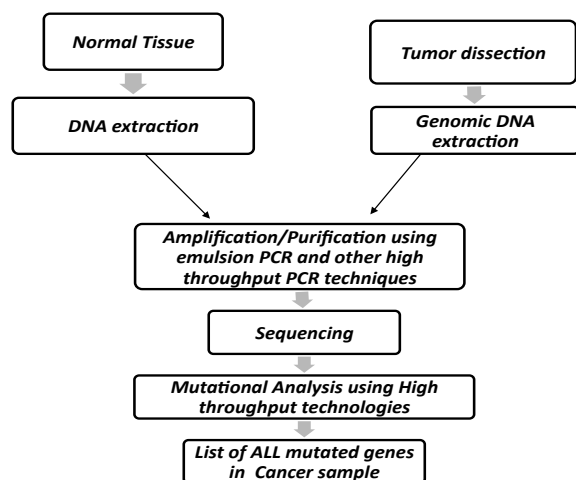 Normal Tissue
Tumor dissection
DNA extraction
Genomic DNA
extraction
Amplification/Purification using
emulsion PCR and other high
throughput PCR techniques
Sequencing
Mutational Analysis using High
throughput technologies
List of ALL mutated genes
in Cancer sample